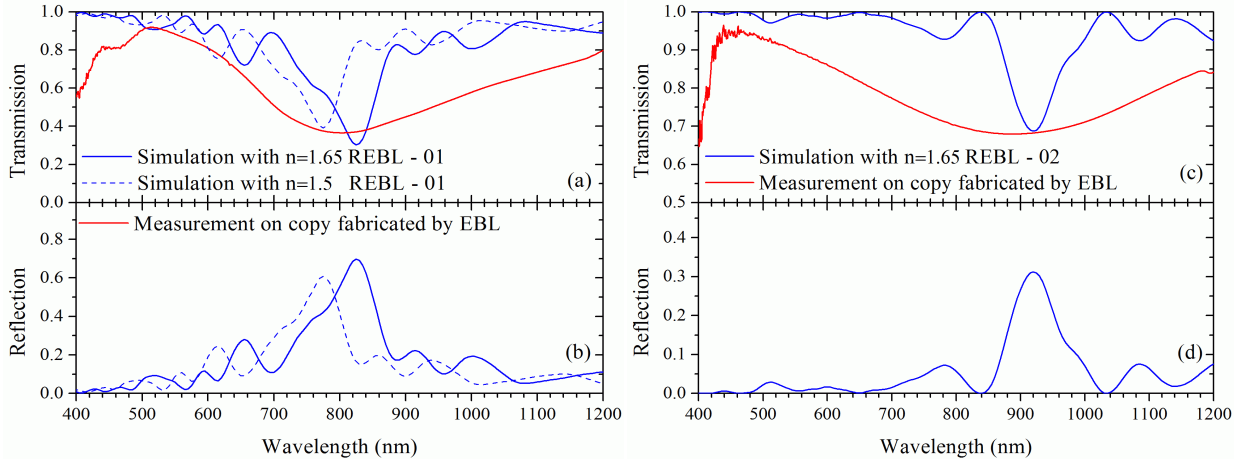 1.0
0.8
0.6
0.4
0.2
0.0
Transmission
Simulation with n=1.65 REBL - 01
Simulation with n=1.5 REBL - 01
(a)
Measurement on copy fabricated by EBL
0.8
0.6
0.4
0.2
0.0
Reflection
(b)
400 500 600 700 800 900 1000 1100 1200
Wavelength (nm)
1.0
0.9
0.8
0.7
0.6
0.5
Transmission
Simulation with n=1.65 REBL - 02
Measurement on copy fabricated by EBL
(c)
0.4
0.3
0.2
0.1
0.0
Reflection
(d)
400 500 600 700 800 900 1000 1100 1200
Wavelength (nm)